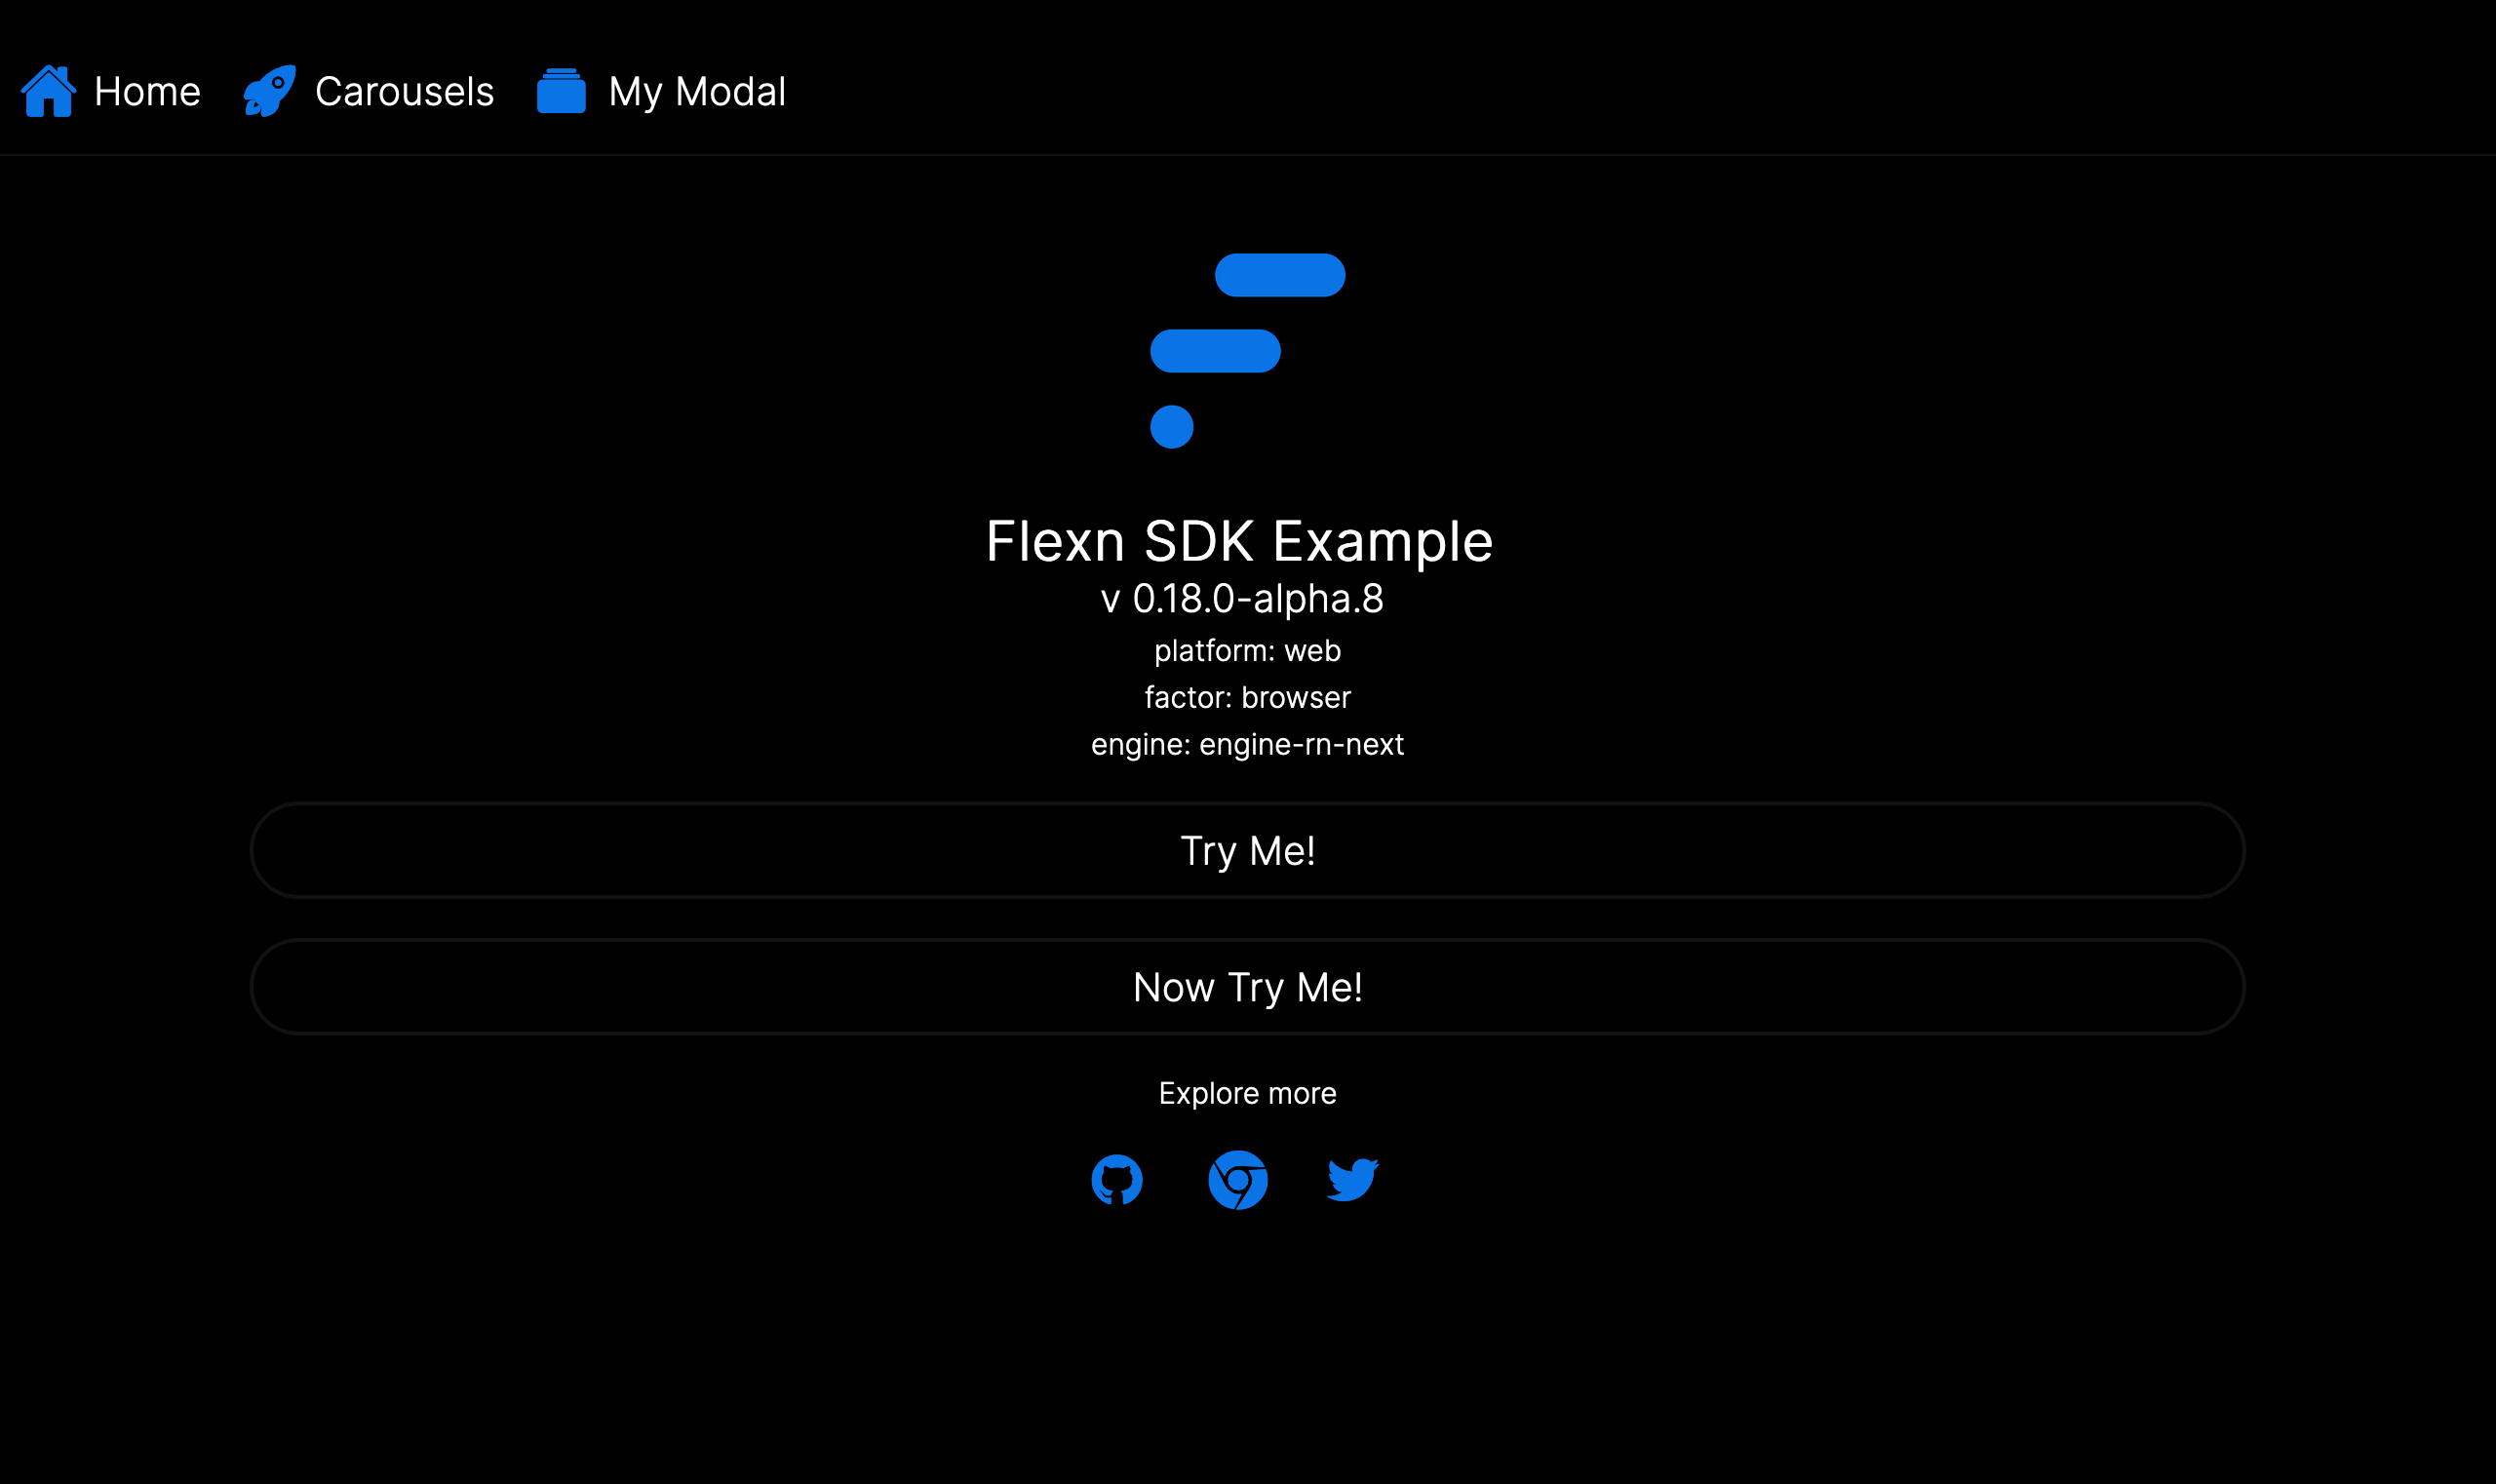 Home Carousels My Modal
Flexn SDK Example
v 0.18.0-alpha.8
platform: web
factor: browser
engine: engine-rn-next
Try Me!
Now Try Me!
Explore more